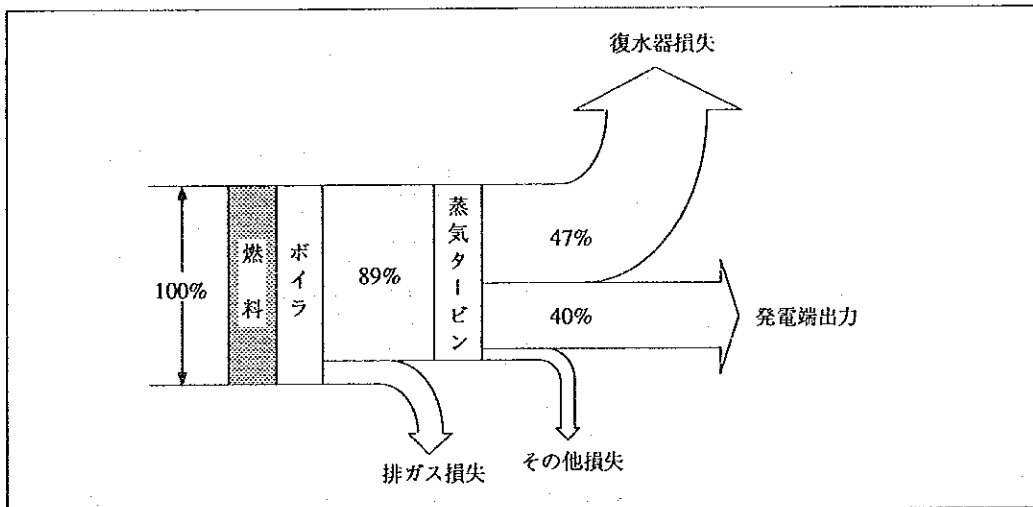 復水器損失
100%
燃料
ボイラ
89%
蒸気タービン
47%
40%
発電端出力
排ガス損失
その他損失